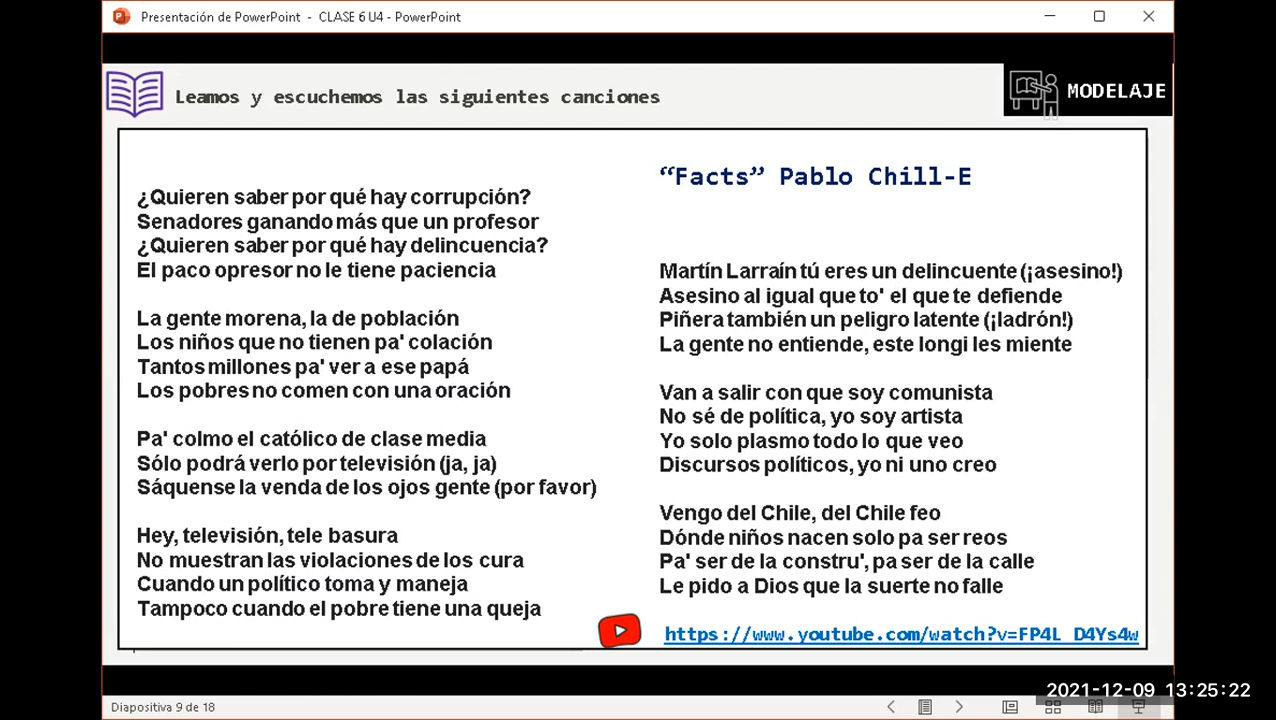 Presentación de PowerPoint - CLASE 6 U4 - PowerPoint
Leamos y escuchemos las siguientes canciones
MODELAJE
¿Quieren saber por qué hay corrupción?
Senadores ganando más que un profesor
¿Quieren saber por qué hay delincuencia?
El paco opresor no le tiene paciencia
La gente morena, la de población
Los niños que no tienen pa' colación
Tantos millones pa' ver a ese papá
Los pobres no comen con una oración
Pa' colmo el católico de clase media
Sólo podrá verlo por televisión (ja, ja)
Sáquense la venda de los ojos gente (por favor)
Hey, televisión, tele basura
No muestran las violaciones de los cura
Cuando un político toma y maneja
Tampoco cuando el pobre tiene una queja
“Facts” Pablo Chill-E
Martín Larraín tú eres un delincuente (¡asesino!)
Asesino al igual que to' el que te defiende
Piñera también un peligro latente (¡ladrón!)
La gente no entiende, este longi les miente
Van a salir con que soy comunista
No sé de política, yo soy artista
Yo solo plasmo todo lo que veo
Discursos políticos, yo ni uno creo
Vengo del Chile, del Chile feo
Dónde niños nacen solo pa ser reos
Pa' ser de la constru', pa ser de la calle
Le pido a Dios que la suerte no falle
https://www.youtube.com/watch?v=FP4L_D4Ys4w
Diapositiva 9 de 18
2021-12-09 13:25:22